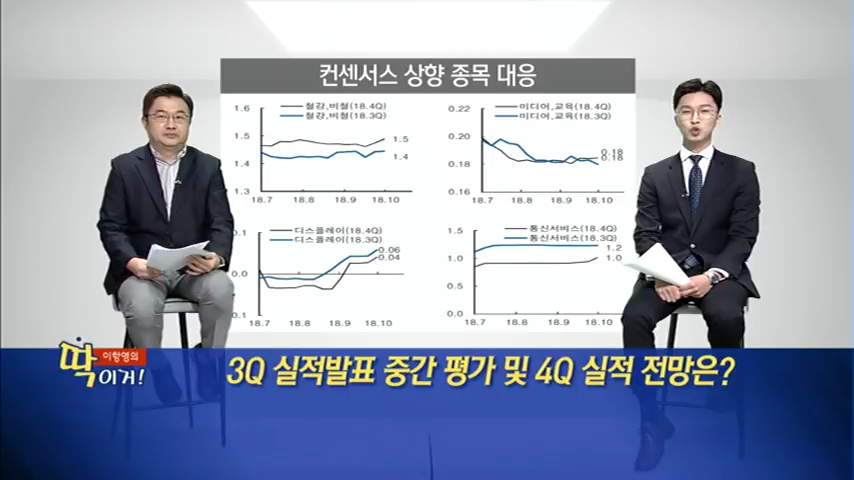 컨센서스 상향 종목 대응
1.6
1.5
1.4
1.3
철강,비철(18.4Q)
철강,비철(18.3Q)
1.5
1.4
18.7 18.8 18.9 18.10
0.22
0.20
0.18
0.16
미디어,교육(18.4Q)
미디어,교육(18.3Q)
0.18
0.18
18.7 18.8 18.9 18.10
0.1
0.0
0.1
디스플레이(18.4Q)
디스플레이(18.3Q)
0.06
0.04
18.7 18.8 18.9 18.10
1.5
1.0
0.5
0.0
통신서비스(18.4Q)
통신서비스(18.3Q)
1.2
1.0
18.7 18.8 18.9 18.10
이항영의
딱
이거!
3Q 실적발표 중간 평가 및 4Q 실적 전망은?